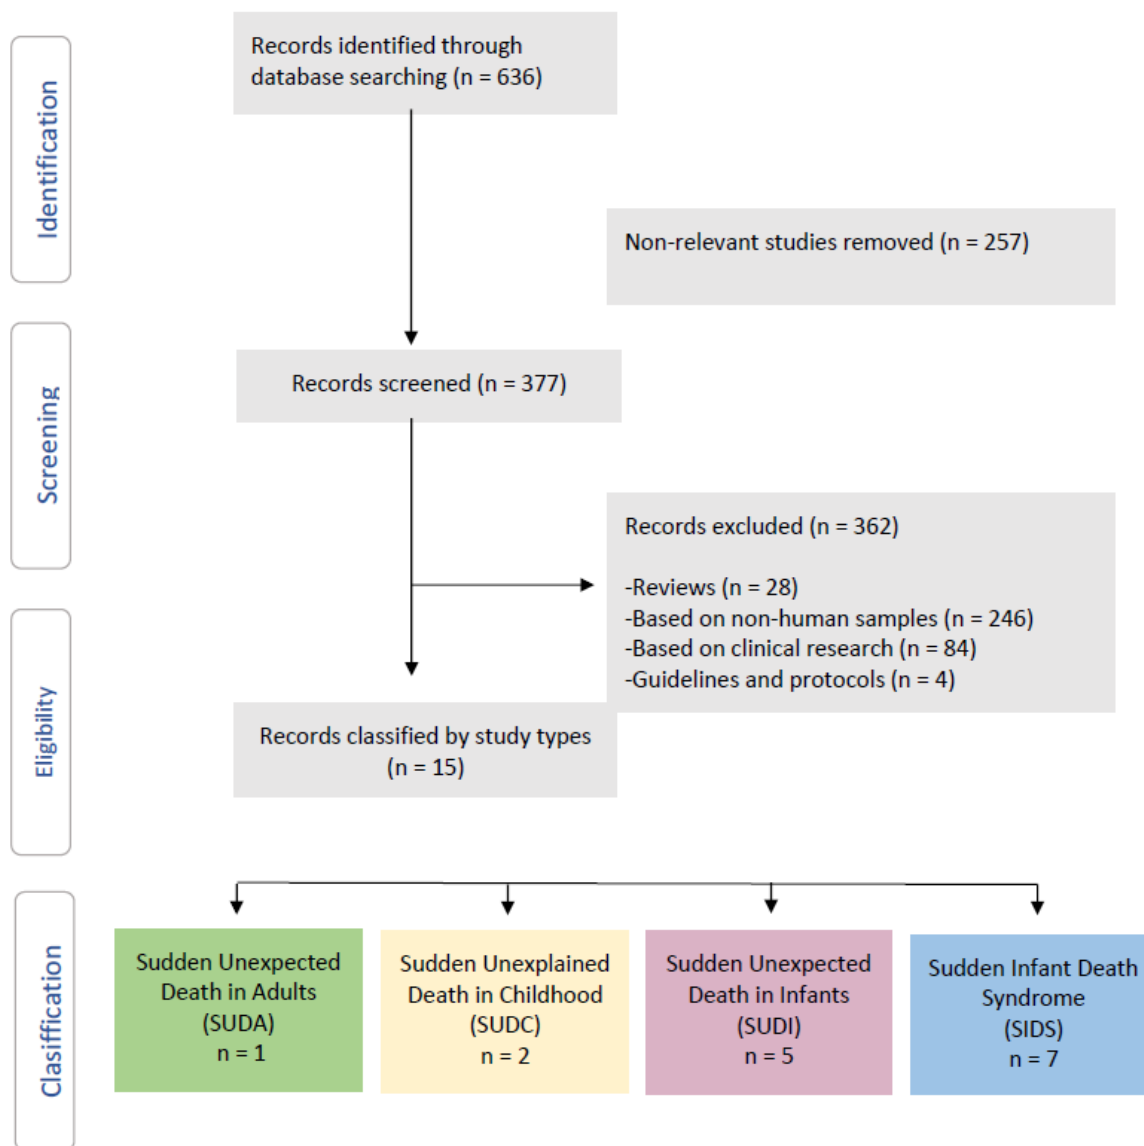 Identification
Records identified through
database searching (n = 636)
Non-relevant studies removed (n = 257)
Screening
Records screened (n = 377)
Records excluded (n = 362)
-Reviews (n = 28)
-Based on non-human samples (n = 246)
-Based on clinical research (n = 84)
-Guidelines and protocols (n = 4)
Eligibility
Records classified by study types
(n = 15)
Clasiffication
Sudden Unexpected
Death in Adults
(SUDA)
n = 1
Sudden Unexplained
Death in Childhood
(SUDC)
n = 2
Sudden Unexpected
Death in Infants
(SUDI)
n = 5
Sudden Infant Death
Syndrome
(SIDS)
n = 7